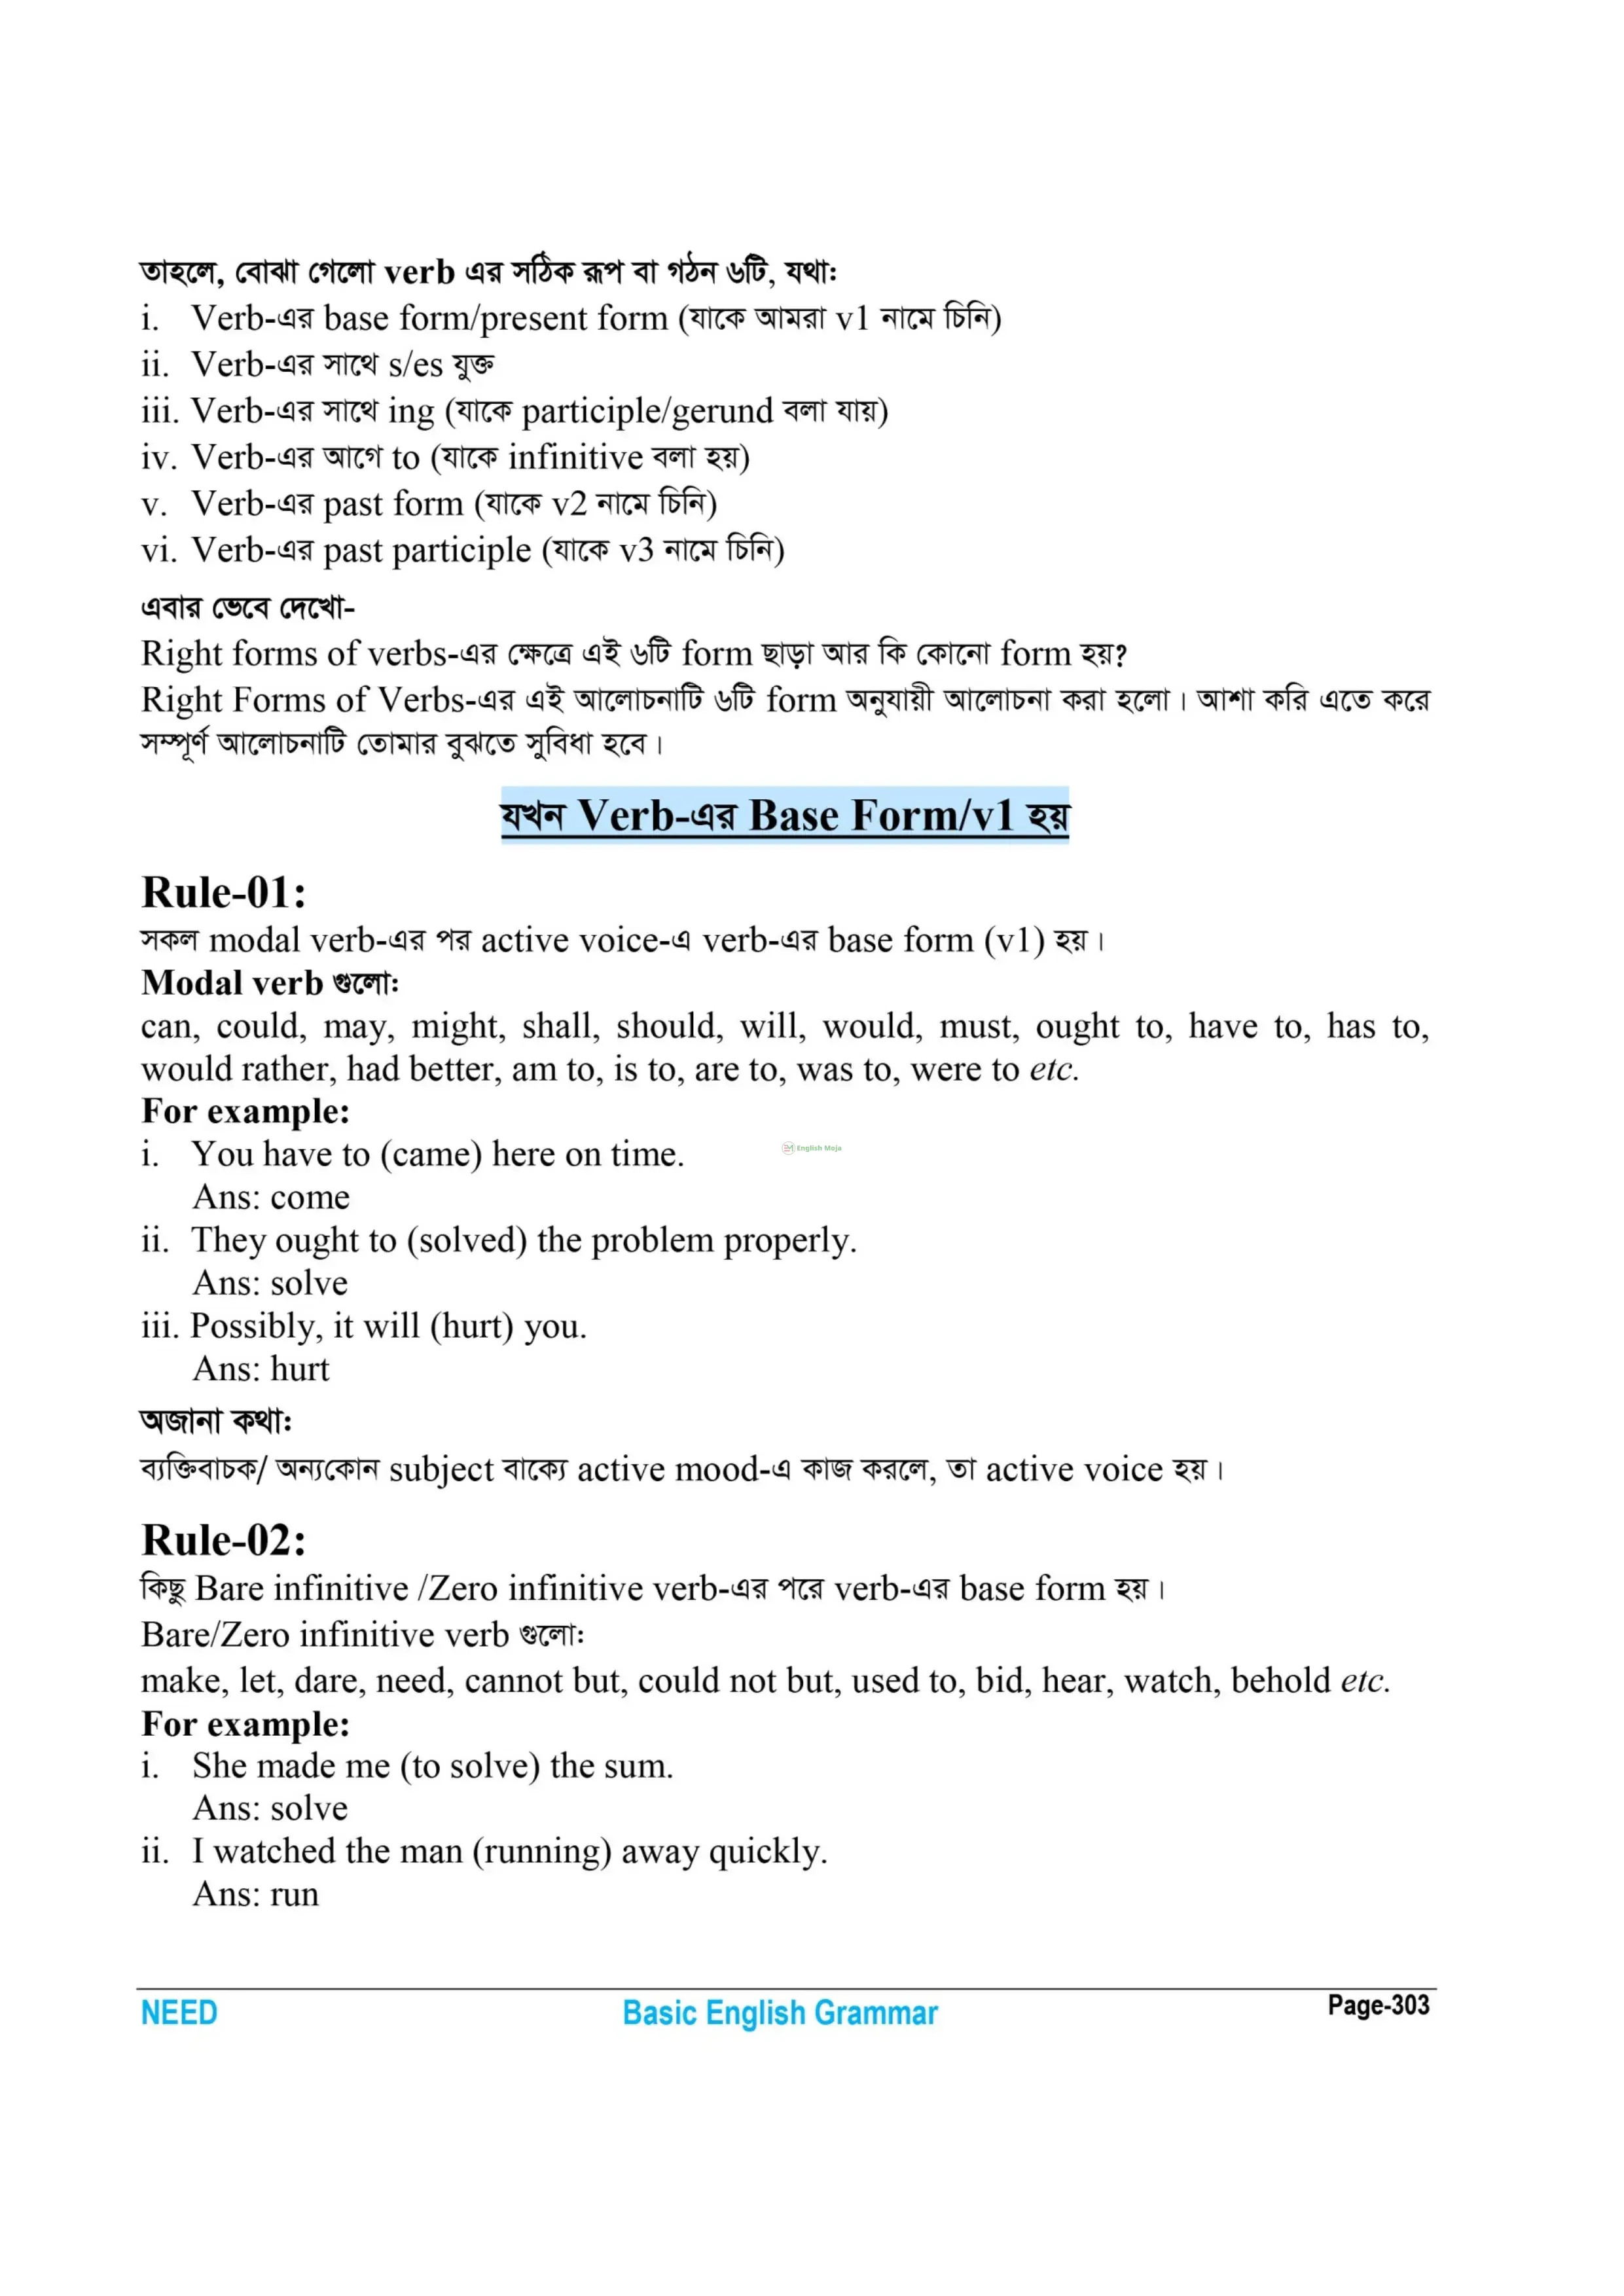 তাহলে, বোঝা গেলো verb এর সঠিক রূপ বা গঠন ৬টি, যথা:
i. Verb-এর base form/present form (যাকে আমরা v1 নামে চিনি)
ii. Verb-এর সাথে s/es যুক্ত
iii. Verb-এর সাথে ing (যাকে participle/gerund বলা যায়)
iv. Verb-এর আগে to (যাকে infinitive বলা হয়)
v. Verb-এর past form (যাকে v2 নামে চিনি)
vi. Verb-এর past participle (যাকে v3 নামে চিনি)
এবার ভেবে দেখো-
Right forms of verbs-এর ক্ষেত্রে এই ৬টি form ছাড়া আর কি কোনো form হয়?
Right Forms of Verbs-এর এই আলোচনাটি ৬টি form অনুযায়ী আলোচনা করা হলো। আশা করি এতে করে
সম্পূর্ণ আলোচনাটি তোমার বুঝতে সুবিধা হবে।
যখন Verb-এর Base Form/v1 হয়
Rule-01:
সকল modal verb-এর পর active voice-এ verb-এর base form (v1) হয়।
Modal verb গুলো:
can, could, may, might, shall, should, will, would, must, ought to, have to, has to,
would rather, had better, am to, is to, are to, was to, were to etc.
For example:
i. You have to (came) here on time.
English Moja
Ans: come
ii. They ought to (solved) the problem properly.
Ans: solve
iii. Possibly, it will (hurt) you.
Ans: hurt
অজানা কথা:
ব্যক্তিবাচক/ অন্যকোন subject বাক্যে active mood-এ কাজ করলে, তা active voice হয়।
Rule-02:
কিছু Bare infinitive /Zero infinitive verb-এর পরে verb-এর base form হয়।
Bare/Zero infinitive verb গুলো:
make, let, dare, need, cannot but, could not but, used to, bid, hear, watch, behold etc.
For example:
i. She made me (to solve) the sum.
Ans: solve
ii. I watched the man (running) away quickly.
Ans: run
NEED Basic English Grammar Page-303